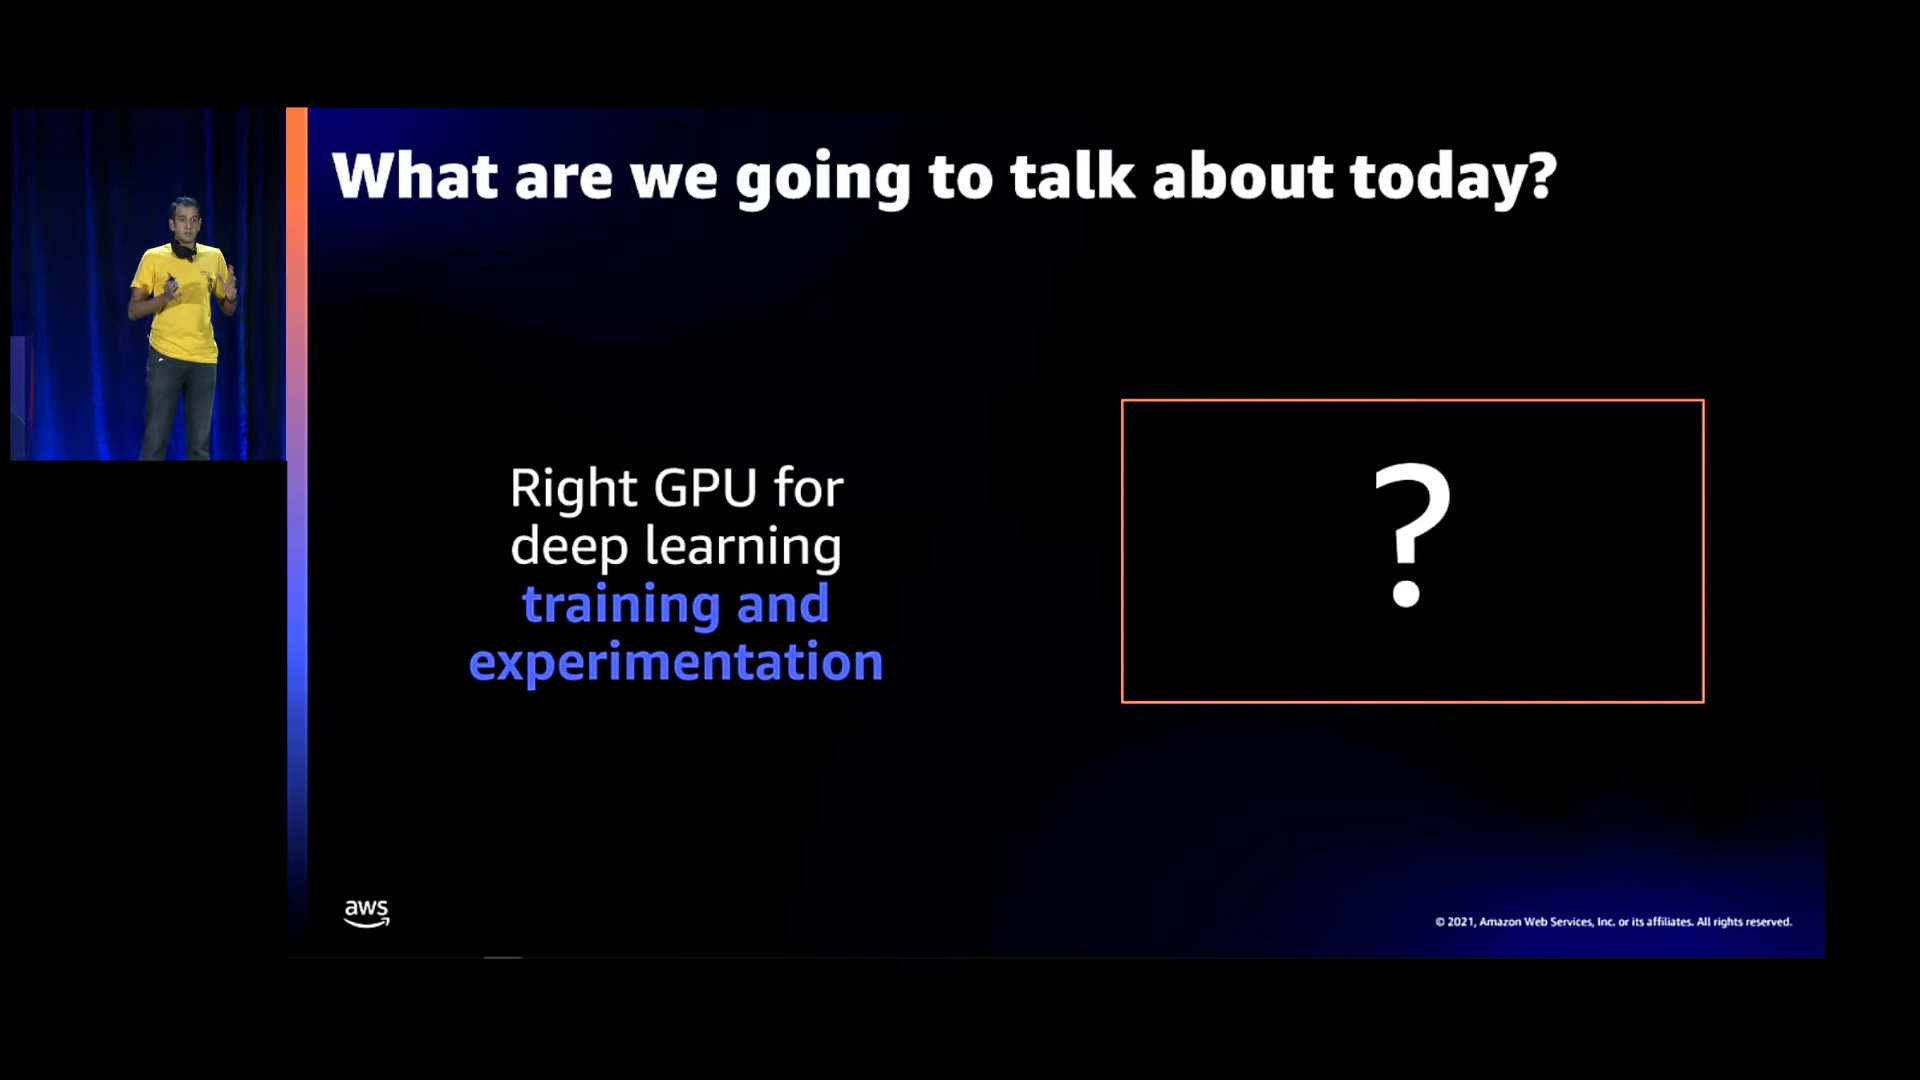 What are we going to talk about today?
Right GPU for
deep learning
training and
experimentation
?
aws
© 2021, Amazon Web Services, Inc. or its affiliates. All rights reserved.